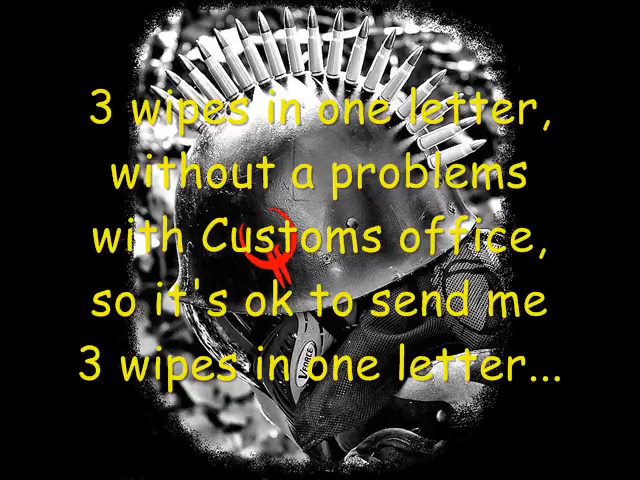 3 wipes in one letter,
without a problems
with Customs office,
so it's ok to send me
3 wipes in one letter...
VFORCE